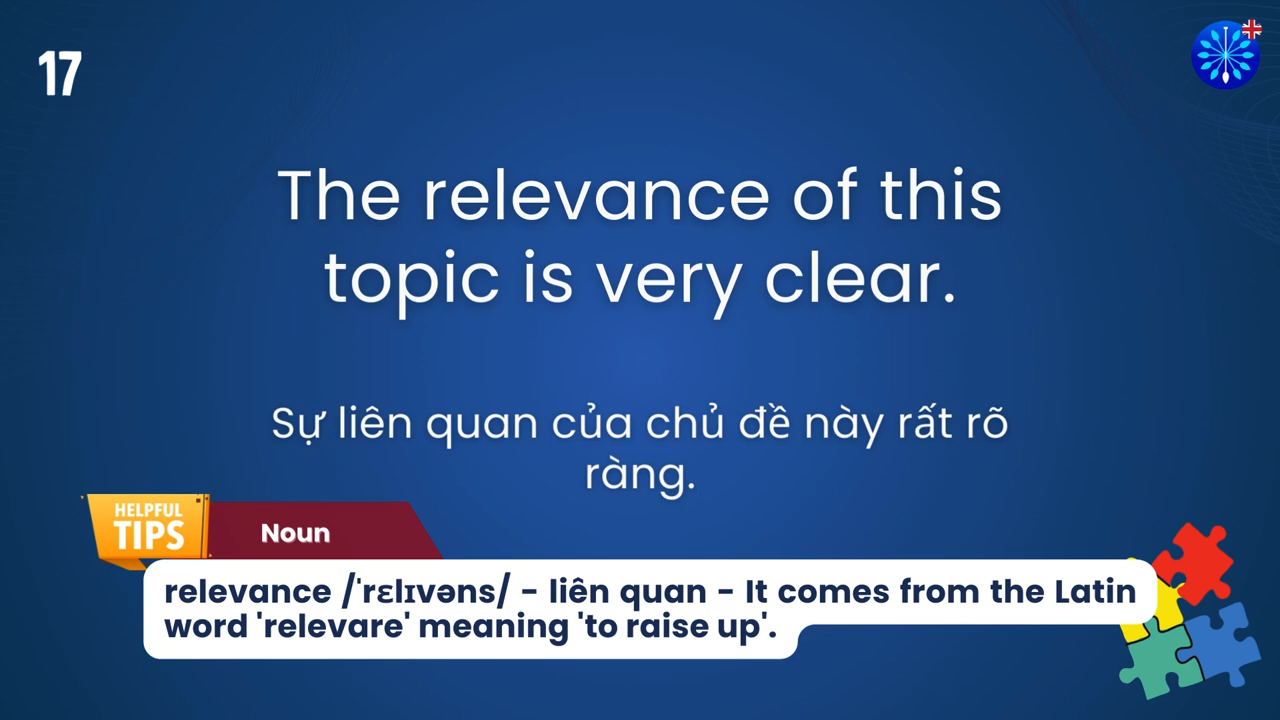 17
The relevance of this
topic is very clear.
Sự liên quan của chủ đề này rất rõ
ràng.
HELPFUL
TIPS
Noun
relevance /ˈrɛlɪvəns/ - liên quan - It comes from the Latin
word 'relevare' meaning 'to raise up'.